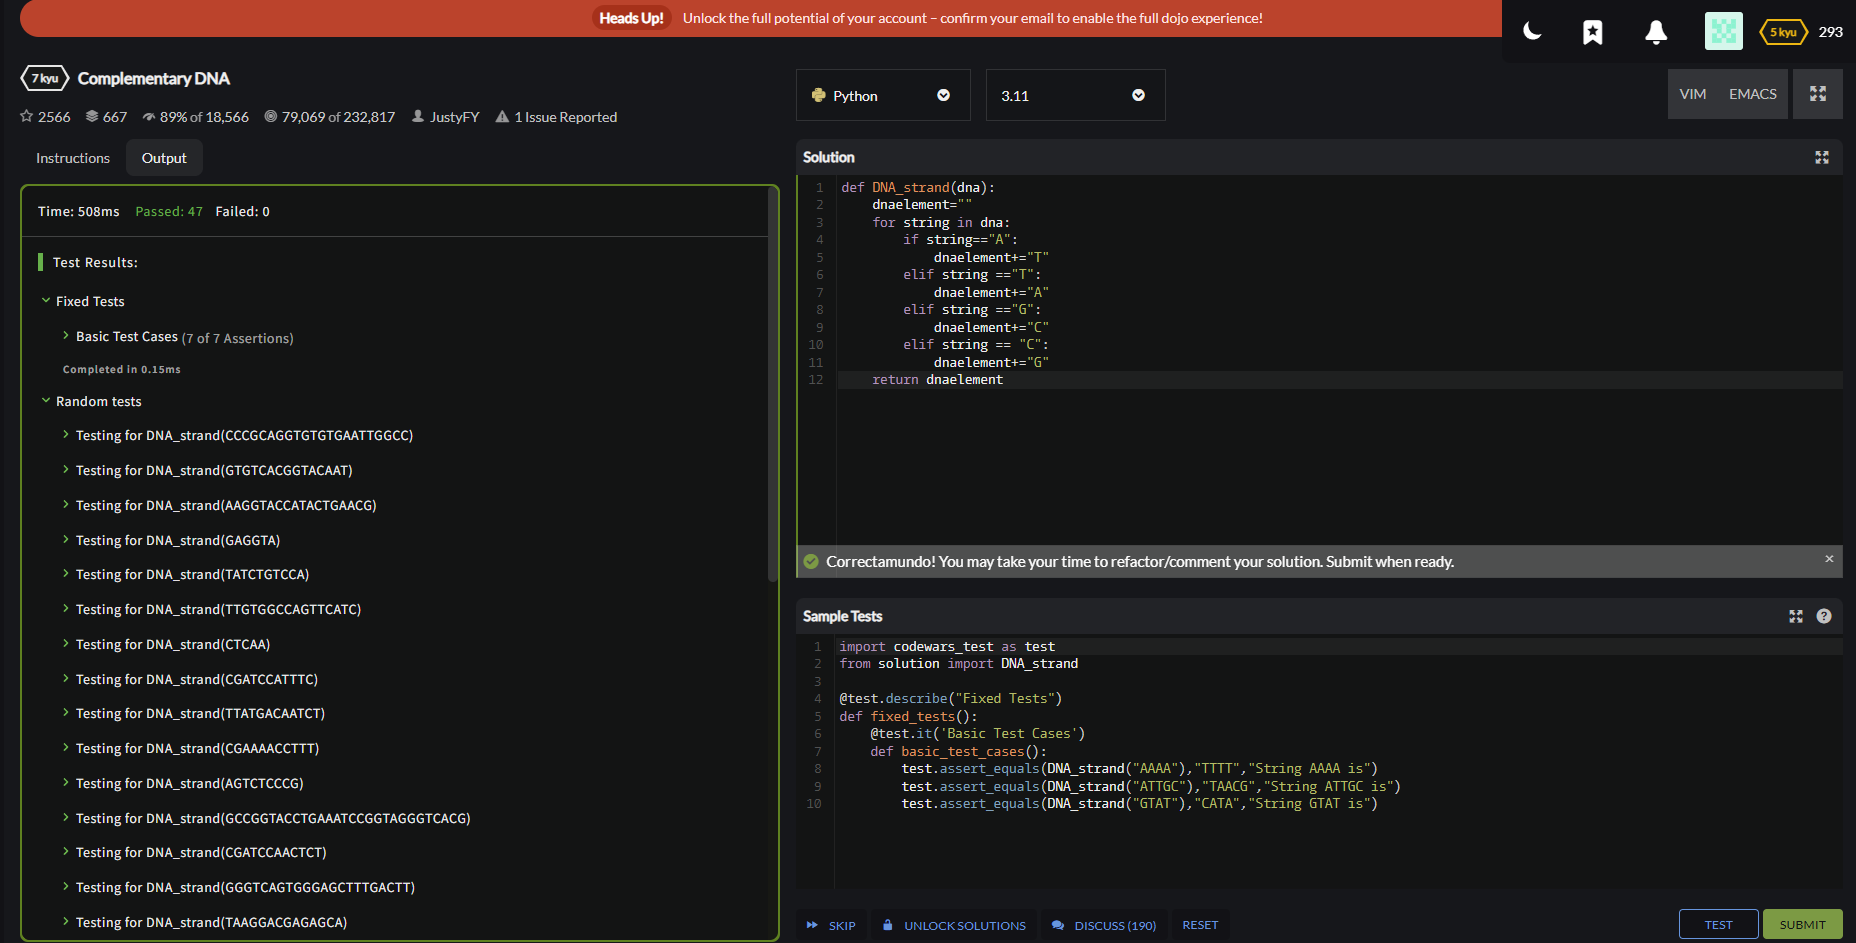 Heads Up! Unlock the full potential of your account – confirm your email to enable the full dojo experience!
5 kyu 293
7 kyu Complementary DNA
2566 667 89% of 18,566 79,069 of 232,817 JustyFY 1 Issue Reported
Instructions Output
Time: 508ms Passed: 47 Failed: 0
Test Results:
Fixed Tests
Basic Test Cases (7 of 7 Assertions)
Completed in 0.15ms
Random tests
Testing for DNA_strand(CCCGCAGGTGTGTGAATTGGCC)
Testing for DNA_strand(GTGTCACGGTACAAT)
Testing for DNA_strand(AAGGTACCATACTGAACG)
Testing for DNA_strand(GAGGTA)
Testing for DNA_strand(TATCTGTCCA)
Testing for DNA_strand(TTGTGGCCAGTTCATC)
Testing for DNA_strand(CTCAA)
Testing for DNA_strand(CGATCCATTTC)
Testing for DNA_strand(TTATGACAATCT)
Testing for DNA_strand(CGAAAACCTTT)
Testing for DNA_strand(AGTCTCCCG)
Testing for DNA_strand(GCCGGTACCTGAAATCCGGTAGGGTCACG)
Testing for DNA_strand(CGATCCAACTCT)
Testing for DNA_strand(GGGTCAGTGGGAGCTTTGACTT)
Testing for DNA_strand(TAAGGACGAGAGCA)
Python 3.11 VIM EMACS
Solution
1 def DNA_strand(dna):
2 dnaelement=""
3 for string in dna:
4 if string=="A":
5 dnaelement+="T"
6 elif string =="T":
7 dnaelement+="A"
8 elif string =="G":
9 dnaelement+="C"
10 elif string == "C":
11 dnaelement+="G"
12 return dnaelement
Correctamundo! You may take your time to refactor/comment your solution. Submit when ready. ×
Sample Tests ?
1 import codewars_test as test
2 from solution import DNA_strand
3
4 @test.describe("Fixed Tests")
5 def fixed_tests():
6 @test.it('Basic Test Cases')
7 def basic_test_cases():
8 test.assert_equals(DNA_strand("AAAA"),"TTTT","String AAAA is")
9 test.assert_equals(DNA_strand("ATTGC"),"TAACG","String ATTGC is")
10 test.assert_equals(DNA_strand("GTAT"),"CATA","String GTAT is")
SKIP UNLOCK SOLUTIONS DISCUSS (190) RESET TEST SUBMIT